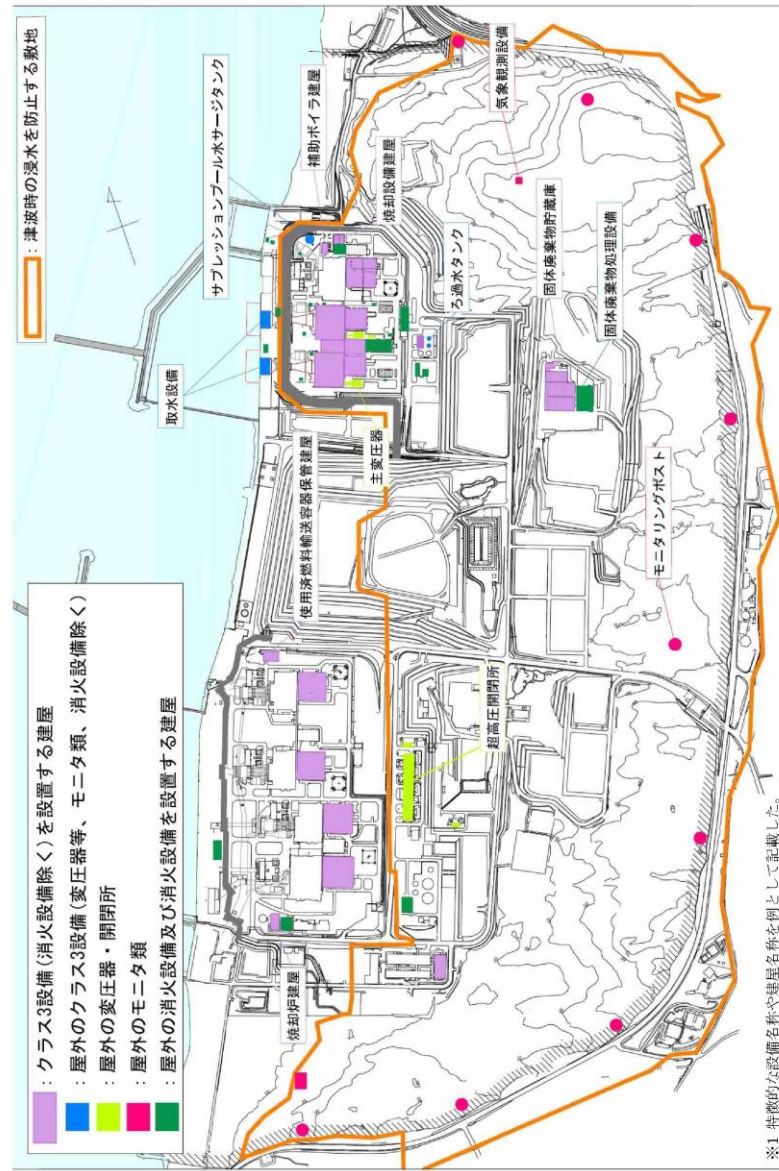 ：クラス3設備(消火設備除く)を設置する建屋
：屋外のクラス3設備(変圧器等、モニタ類、消火設備除く)
：屋外の変圧器・開閉所
：屋外のモニタ類
：屋外の消火設備及び消火設備を設置する建屋
：津波時の浸水を防止する敷地
取水設備
サプレッションプール水サージタンク
補助ボイラ建屋
焼却設備建屋
ろ過水タンク
主変圧器
使用済燃料輸送容器保管建屋
気象観測設備
固体廃棄物貯蔵庫
固体廃棄物処理設備
モニタリングポスト
超高圧開閉所
焼却炉建屋
※1 特徴的な設備名称や建屋名称を例として記載した。